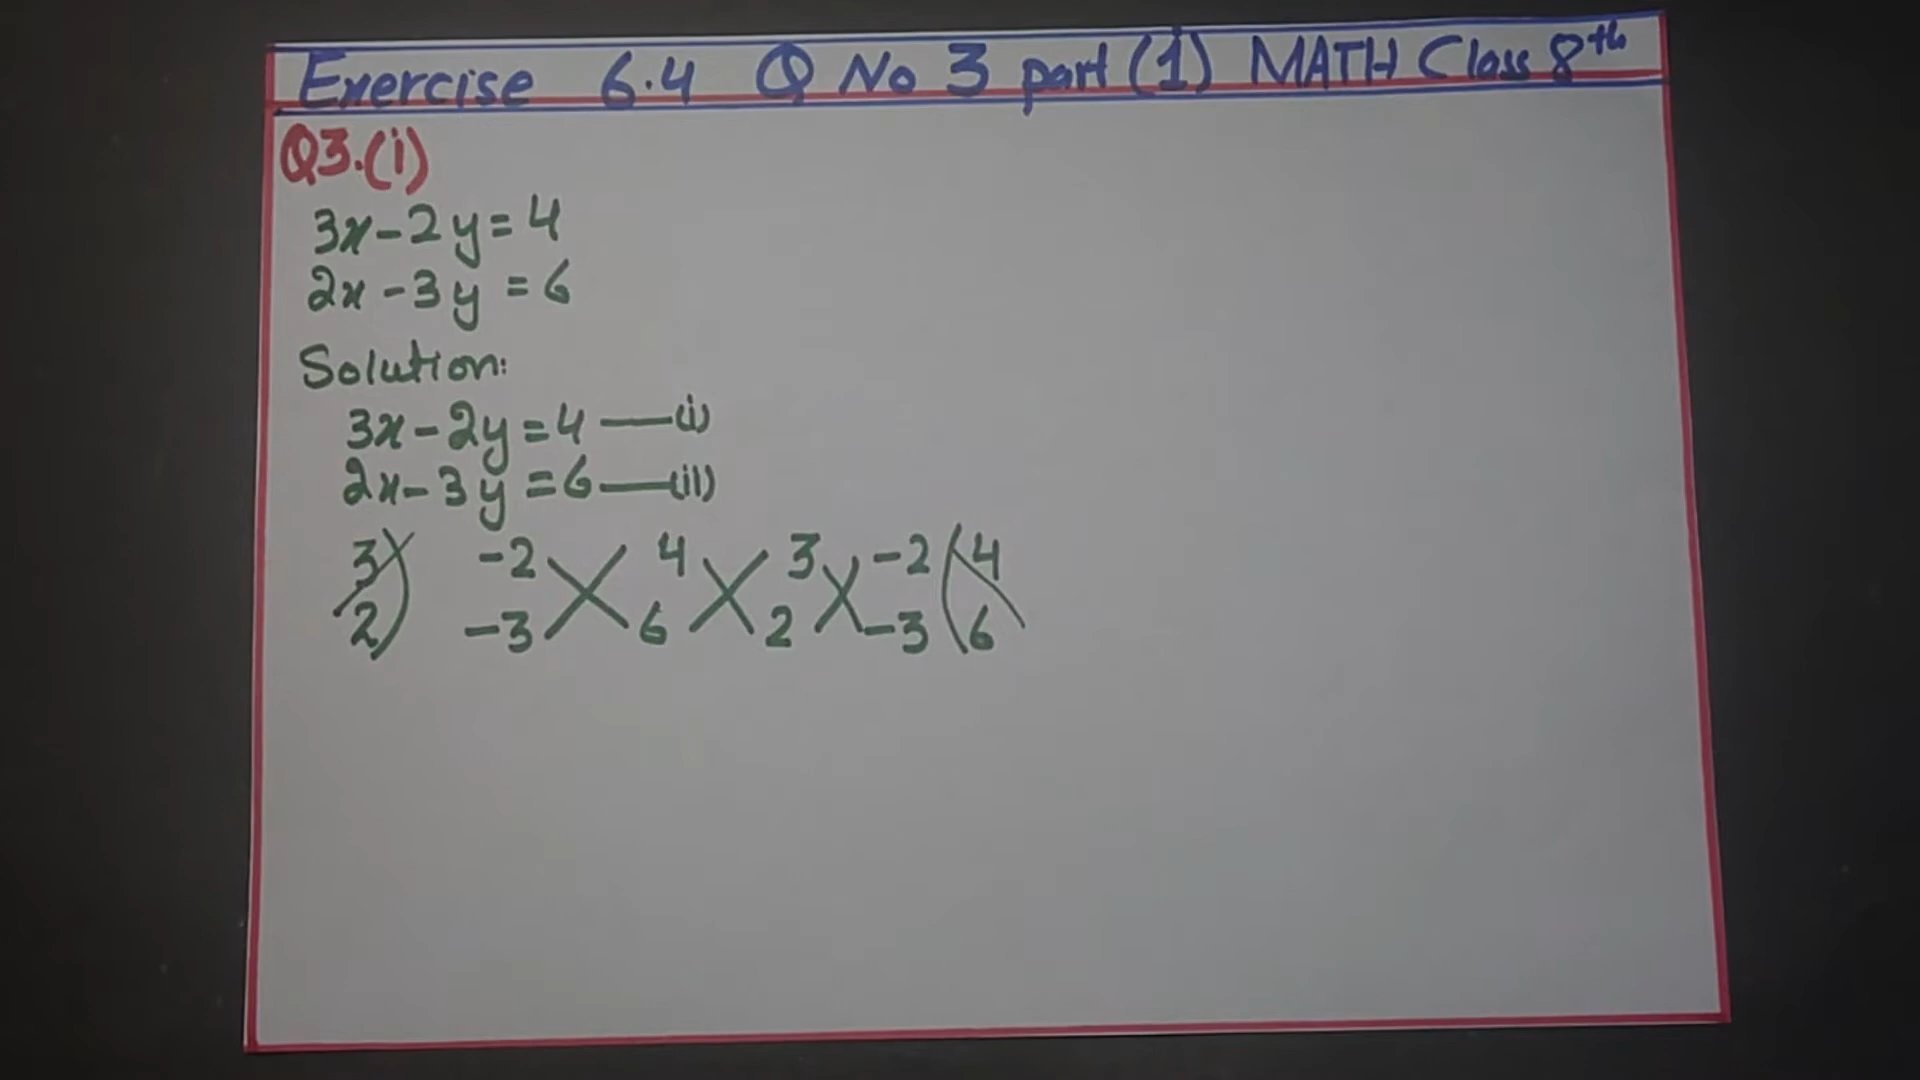 Exercise 6.4 Q No 3 part (i) MATH Class 8th
Q3.(i)
3x-2y=4
2x-3y=6
Solution:
3x-2y=4 —(i)
2x-3y=6 —(ii)
3 -2 4 3 -2 4
2 -3 6 2 -3 6